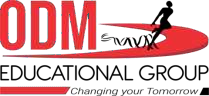 ODM
EDUCATIONAL GROUP
Changing your Tomorrow